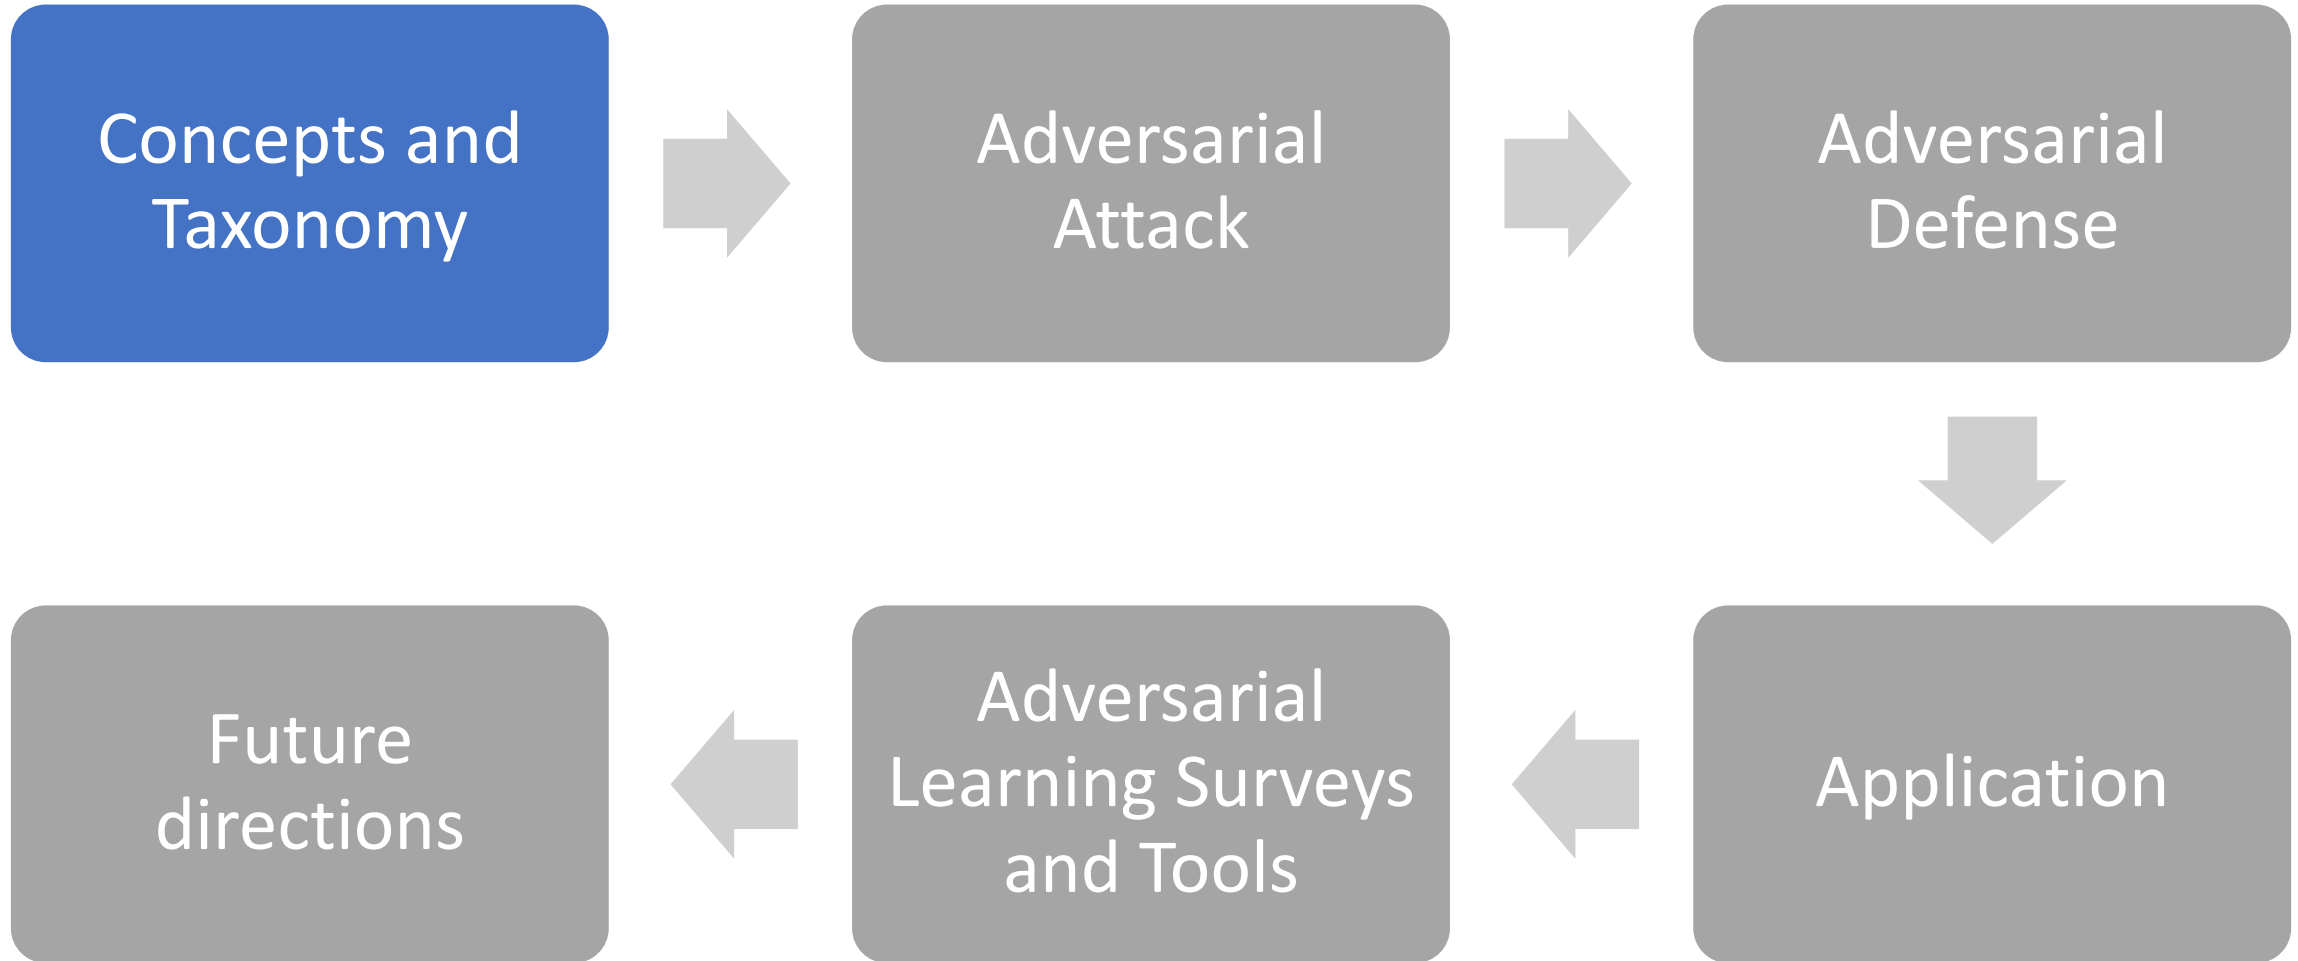 Concepts and
Taxonomy
Adversarial
Attack
Adversarial
Defense
Application
Adversarial
Learning Surveys
and Tools
Future
directions